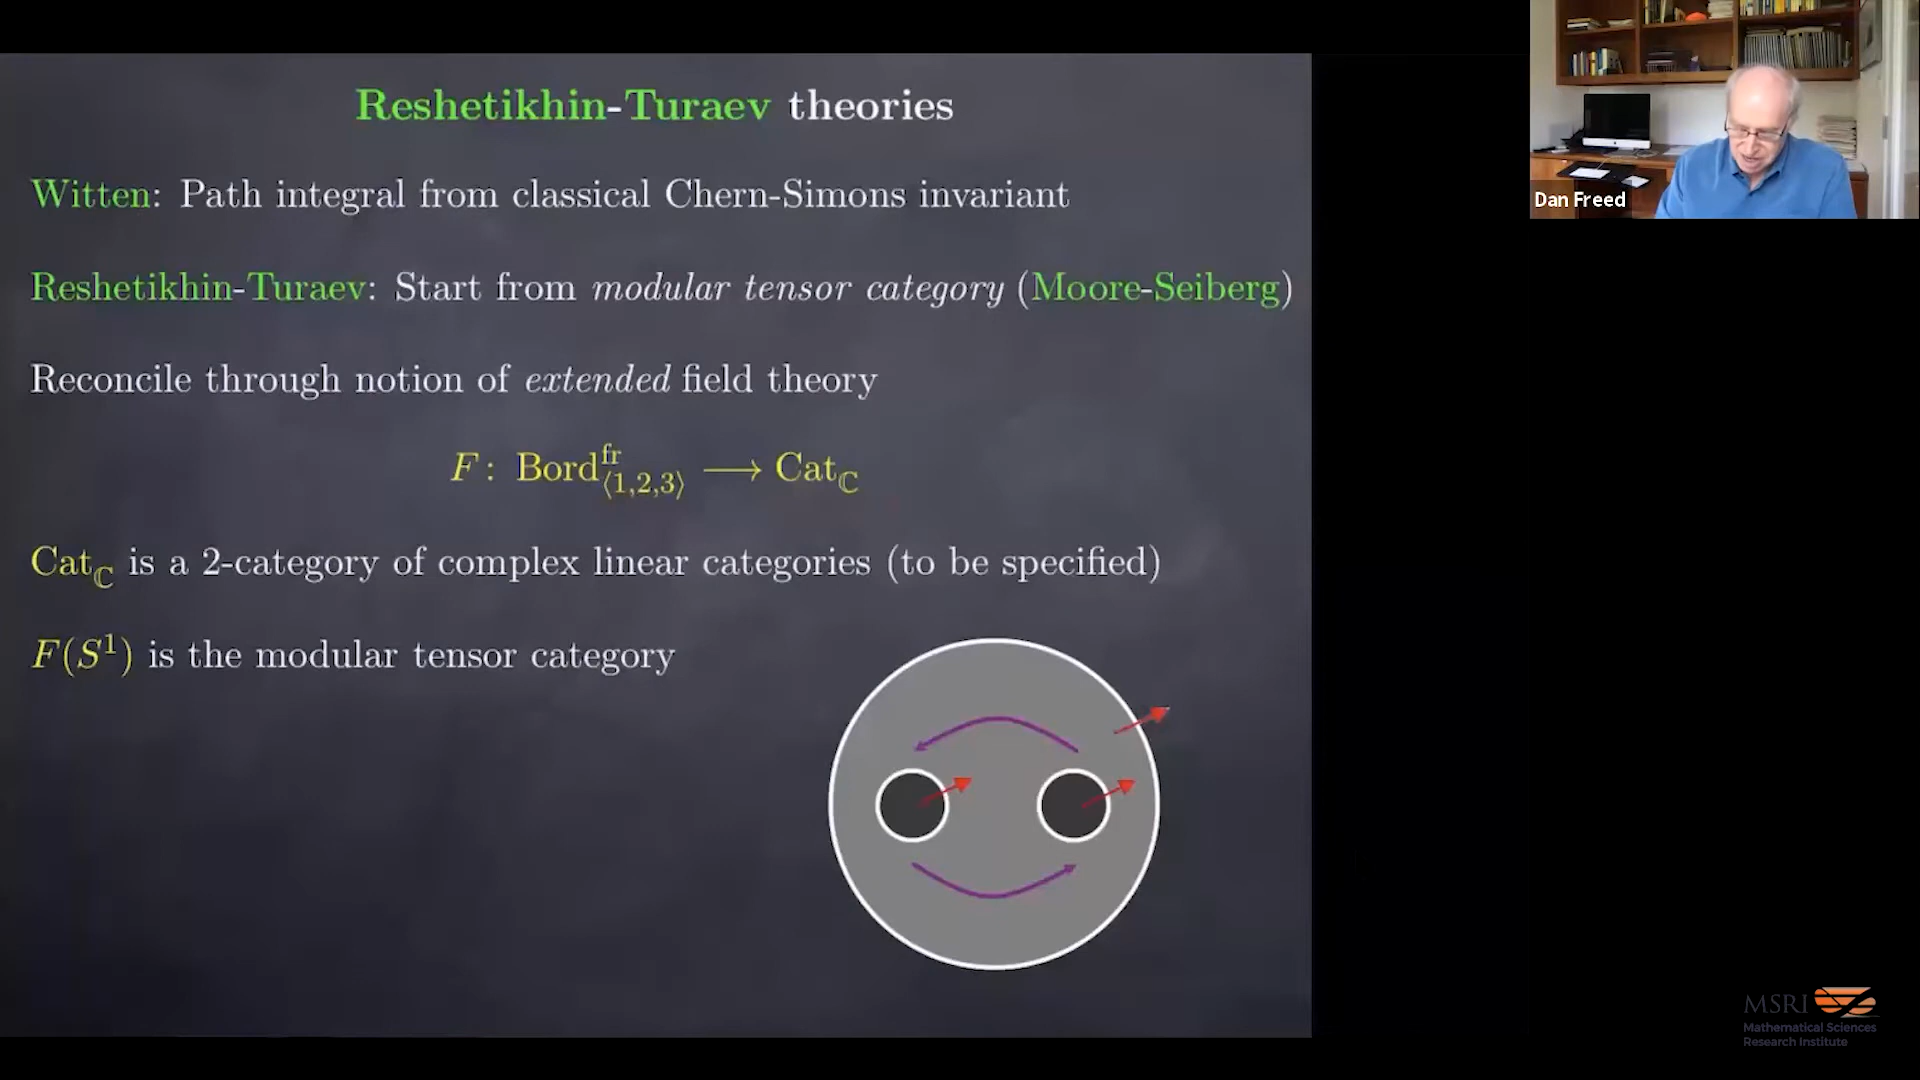 Reshetikhin-Turaev theories
Witten: Path integral from classical Chern-Simons invariant
Reshetikhin-Turaev: Start from modular tensor category (Moore-Seiberg)
Reconcile through notion of extended field theory
F : Bord^{fr}_{⟨1,2,3⟩} ⟶ Cat_ℂ
Cat_ℂ is a 2-category of complex linear categories (to be specified)
F(S^1) is the modular tensor category
Dan Freed
MSRI
Mathematical Sciences
Research Institute